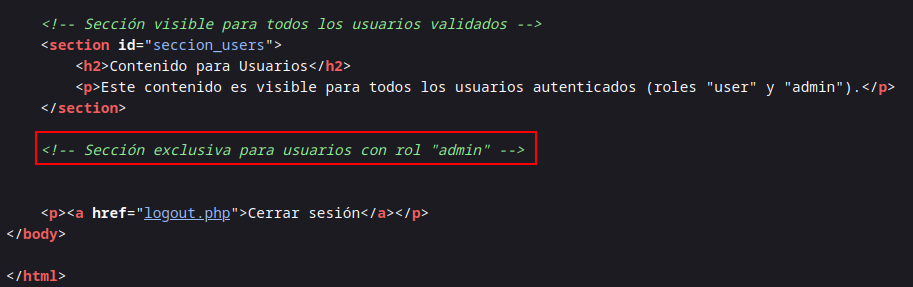 <!-- Sección visible para todos los usuarios validados -->
<section id="seccion_users">
<h2>Contenido para Usuarios</h2>
<p>Este contenido es visible para todos los usuarios autenticados (roles "user" y "admin").</p>
</section>
<!-- Sección exclusiva para usuarios con rol "admin" -->
<p><a href="logout.php">Cerrar sesión</a></p>
</body>
</html>